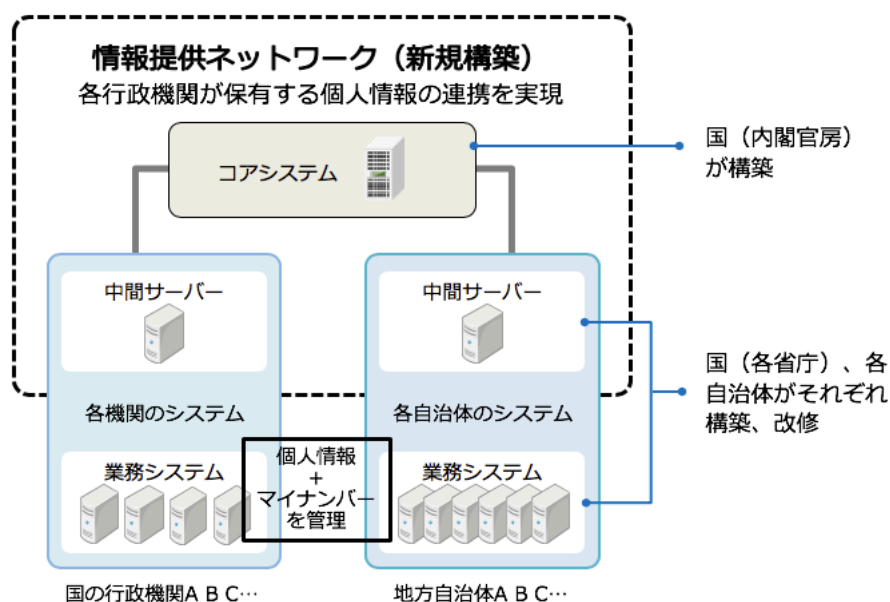 情報提供ネットワーク（新規構築）
各行政機関が保有する個人情報の連携を実現
コアシステム
国（内閣官房）
が構築
中間サーバー
中間サーバー
国（各省庁）、各
自治体がそれぞれ
構築、改修
各機関のシステム
各自治体のシステム
業務システム
個人情報
+
マイナンバー
を管理
業務システム
国の行政機関A B C…
地方自治体A B C…